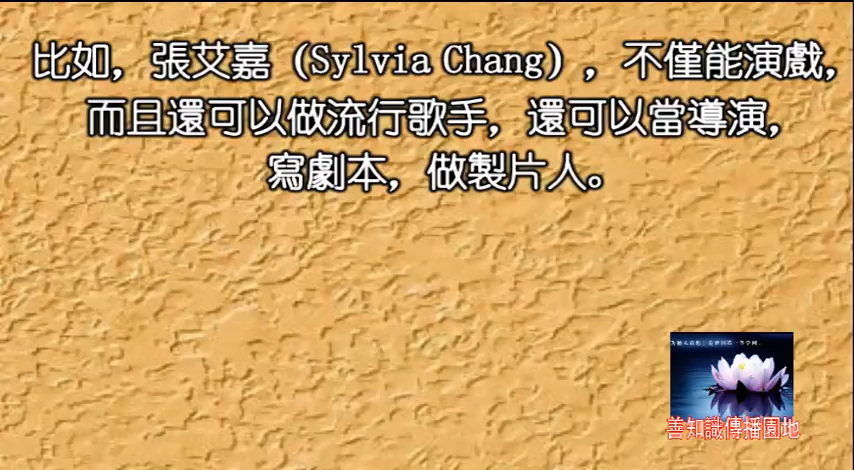 比如，張艾嘉（Sylvia Chang），不僅能演戲，
而且還可以做流行歌手，還可以當導演，
寫劇本，做製片人。
善知識傳播園地